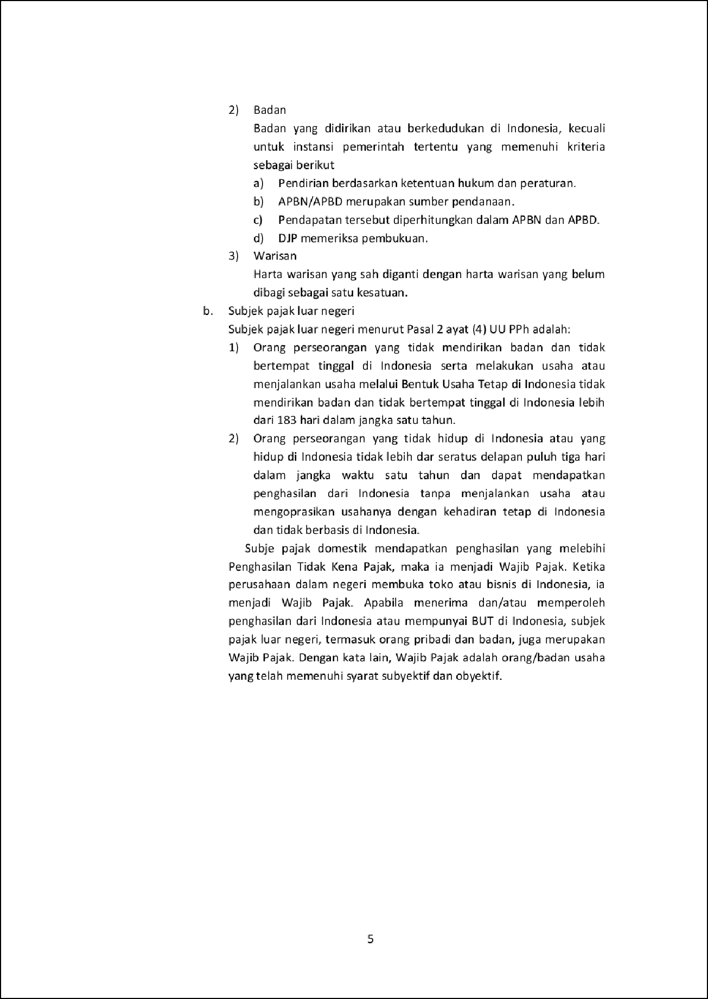 2) Badan
Badan yang didirikan atau berkedudukan di Indonesia, kecuali
untuk instansi pemerintah tertentu yang memenuhi kriteria
sebagai berikut
a) Pendirian berdasarkan ketentuan hukum dan peraturan.
b) APBN/APBD merupakan sumber pendanaan.
c) Pendapatan tersebut diperhitungkan dalam APBN dan APBD.
d) DJP memeriksa pembukuan.
3) Warisan
Harta warisan yang sah diganti dengan harta warisan yang belum
dibagi sebagai satu kesatuan.
b. Subjek pajak luar negeri
Subjek pajak luar negeri menurut Pasal 2 ayat (4) UU PPh adalah:
1) Orang perseorangan yang tidak mendirikan badan dan tidak
bertempat tinggal di Indonesia serta melakukan usaha atau
menjalankan usaha melalui Bentuk Usaha Tetap di Indonesia tidak
mendirikan badan dan tidak bertempat tinggal di Indonesia lebih
dari 183 hari dalam jangka satu tahun.
2) Orang perseorangan yang tidak hidup di Indonesia atau yang
hidup di Indonesia tidak lebih dar seratus delapan puluh tiga hari
dalam jangka waktu satu tahun dan dapat mendapatkan
penghasilan dari Indonesia tanpa menjalankan usaha atau
mengoprasikan usahanya dengan kehadiran tetap di Indonesia
dan tidak berbasis di Indonesia.
Subje pajak domestik mendapatkan penghasilan yang melebihi
Penghasilan Tidak Kena Pajak, maka ia menjadi Wajib Pajak. Ketika
perusahaan dalam negeri membuka toko atau bisnis di Indonesia, ia
menjadi Wajib Pajak. Apabila menerima dan/atau memperoleh
penghasilan dari Indonesia atau mempunyai BUT di Indonesia, subjek
pajak luar negeri, termasuk orang pribadi dan badan, juga merupakan
Wajib Pajak. Dengan kata lain, Wajib Pajak adalah orang/badan usaha
yang telah memenuhi syarat subyektif dan obyektif.
5